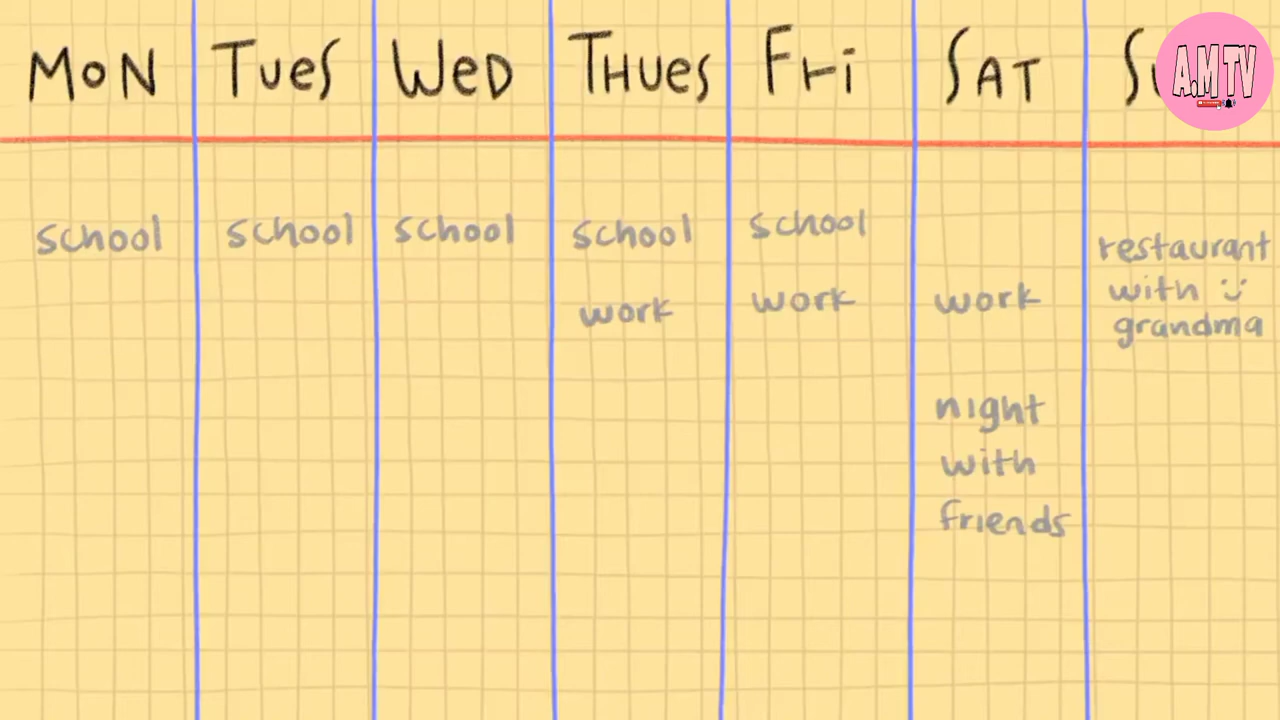 MON TUES WED THUES FRI SAT
A.M TV
school school school school school
work work work
restaurant
with :)
grandma
night
with
friends